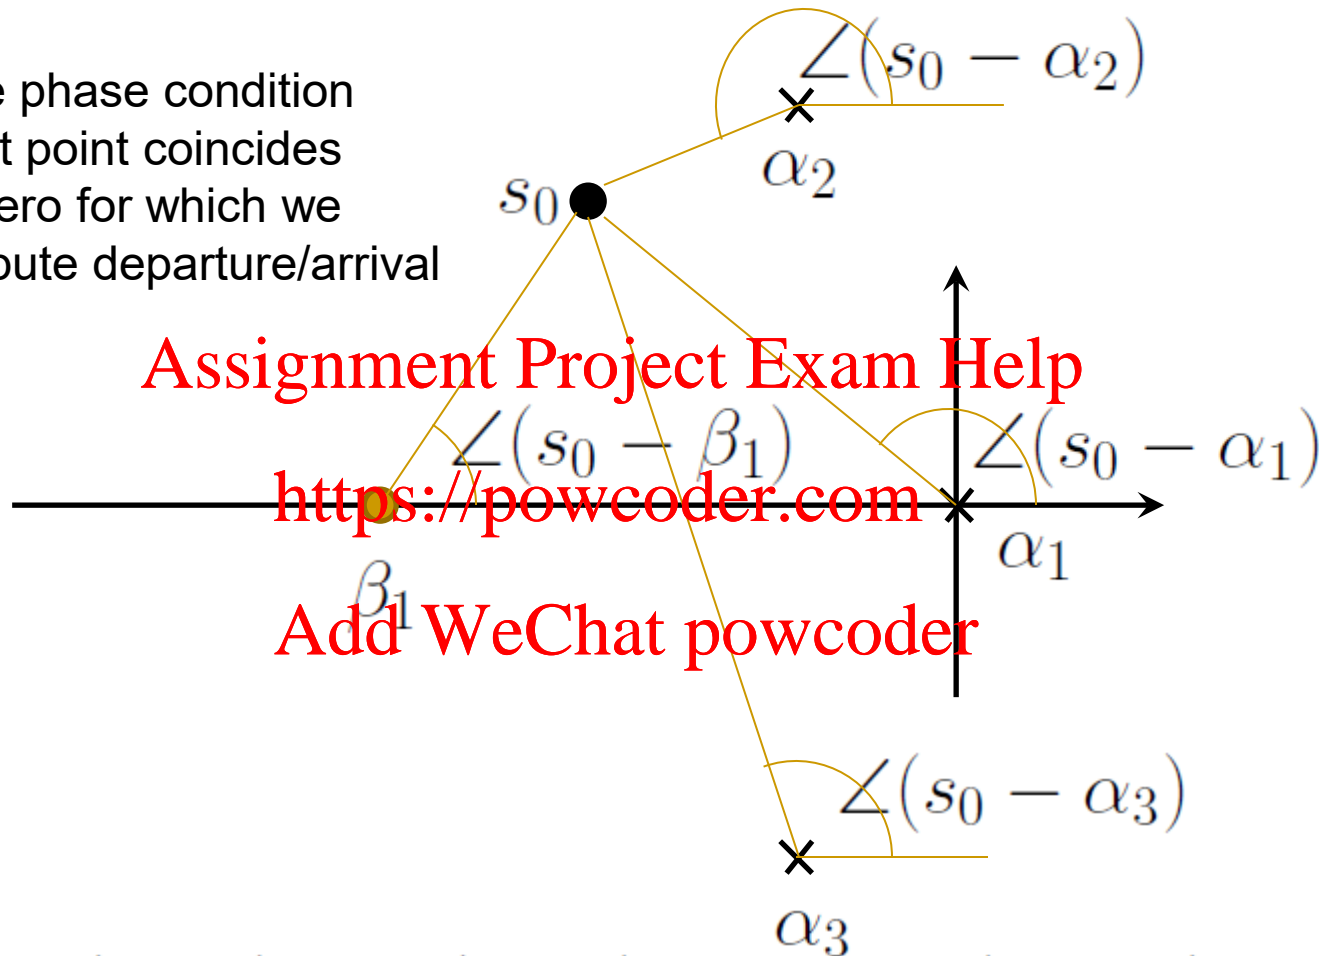 ∠(s₀ − α₂)
e phase condition
t point coincides
α₂
s₀
ero for which we
oute departure/arrival
Assignment Project Exam Help
∠(s₀ − β₁)
∠(s₀ − α₁)
https://powcoder.com
α₁
β₁
Add WeChat powcoder
∠(s₀ − α₃)
α₃